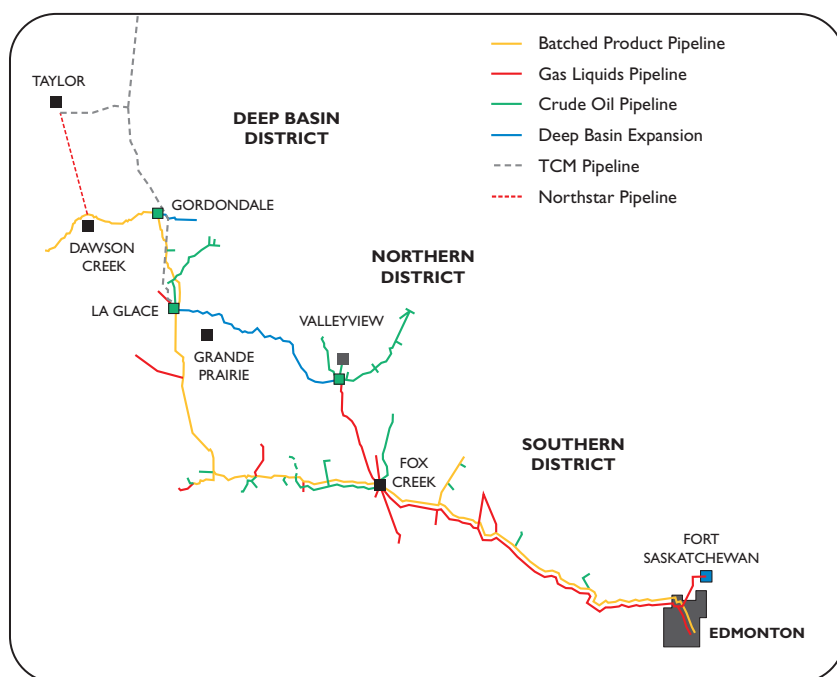 Batched Product Pipeline
Gas Liquids Pipeline
Crude Oil Pipeline
Deep Basin Expansion
TCM Pipeline
Northstar Pipeline
TAYLOR
DEEP BASIN
DISTRICT
GORDONDALE
DAWSON
CREEK
NORTHERN
DISTRICT
LA GLACE
VALLEYVIEW
GRANDE
PRAIRIE
SOUTHERN
DISTRICT
FOX
CREEK
FORT
SASKATCHEWAN
EDMONTON